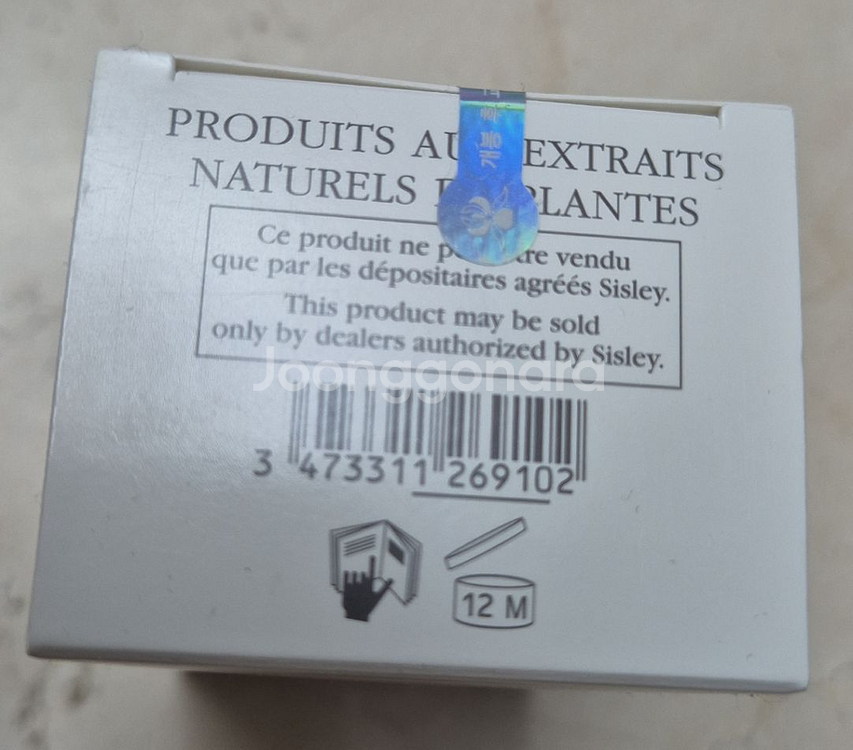 PRODUITS AU EXTRAITS
NATURELS PLANTES
Ce produit ne vendu
que par les dépositaires agréés Sisley.
This product may be sold
only by dealers authorized by Sisley.
Joonggonara
3 473311 269102
12 M